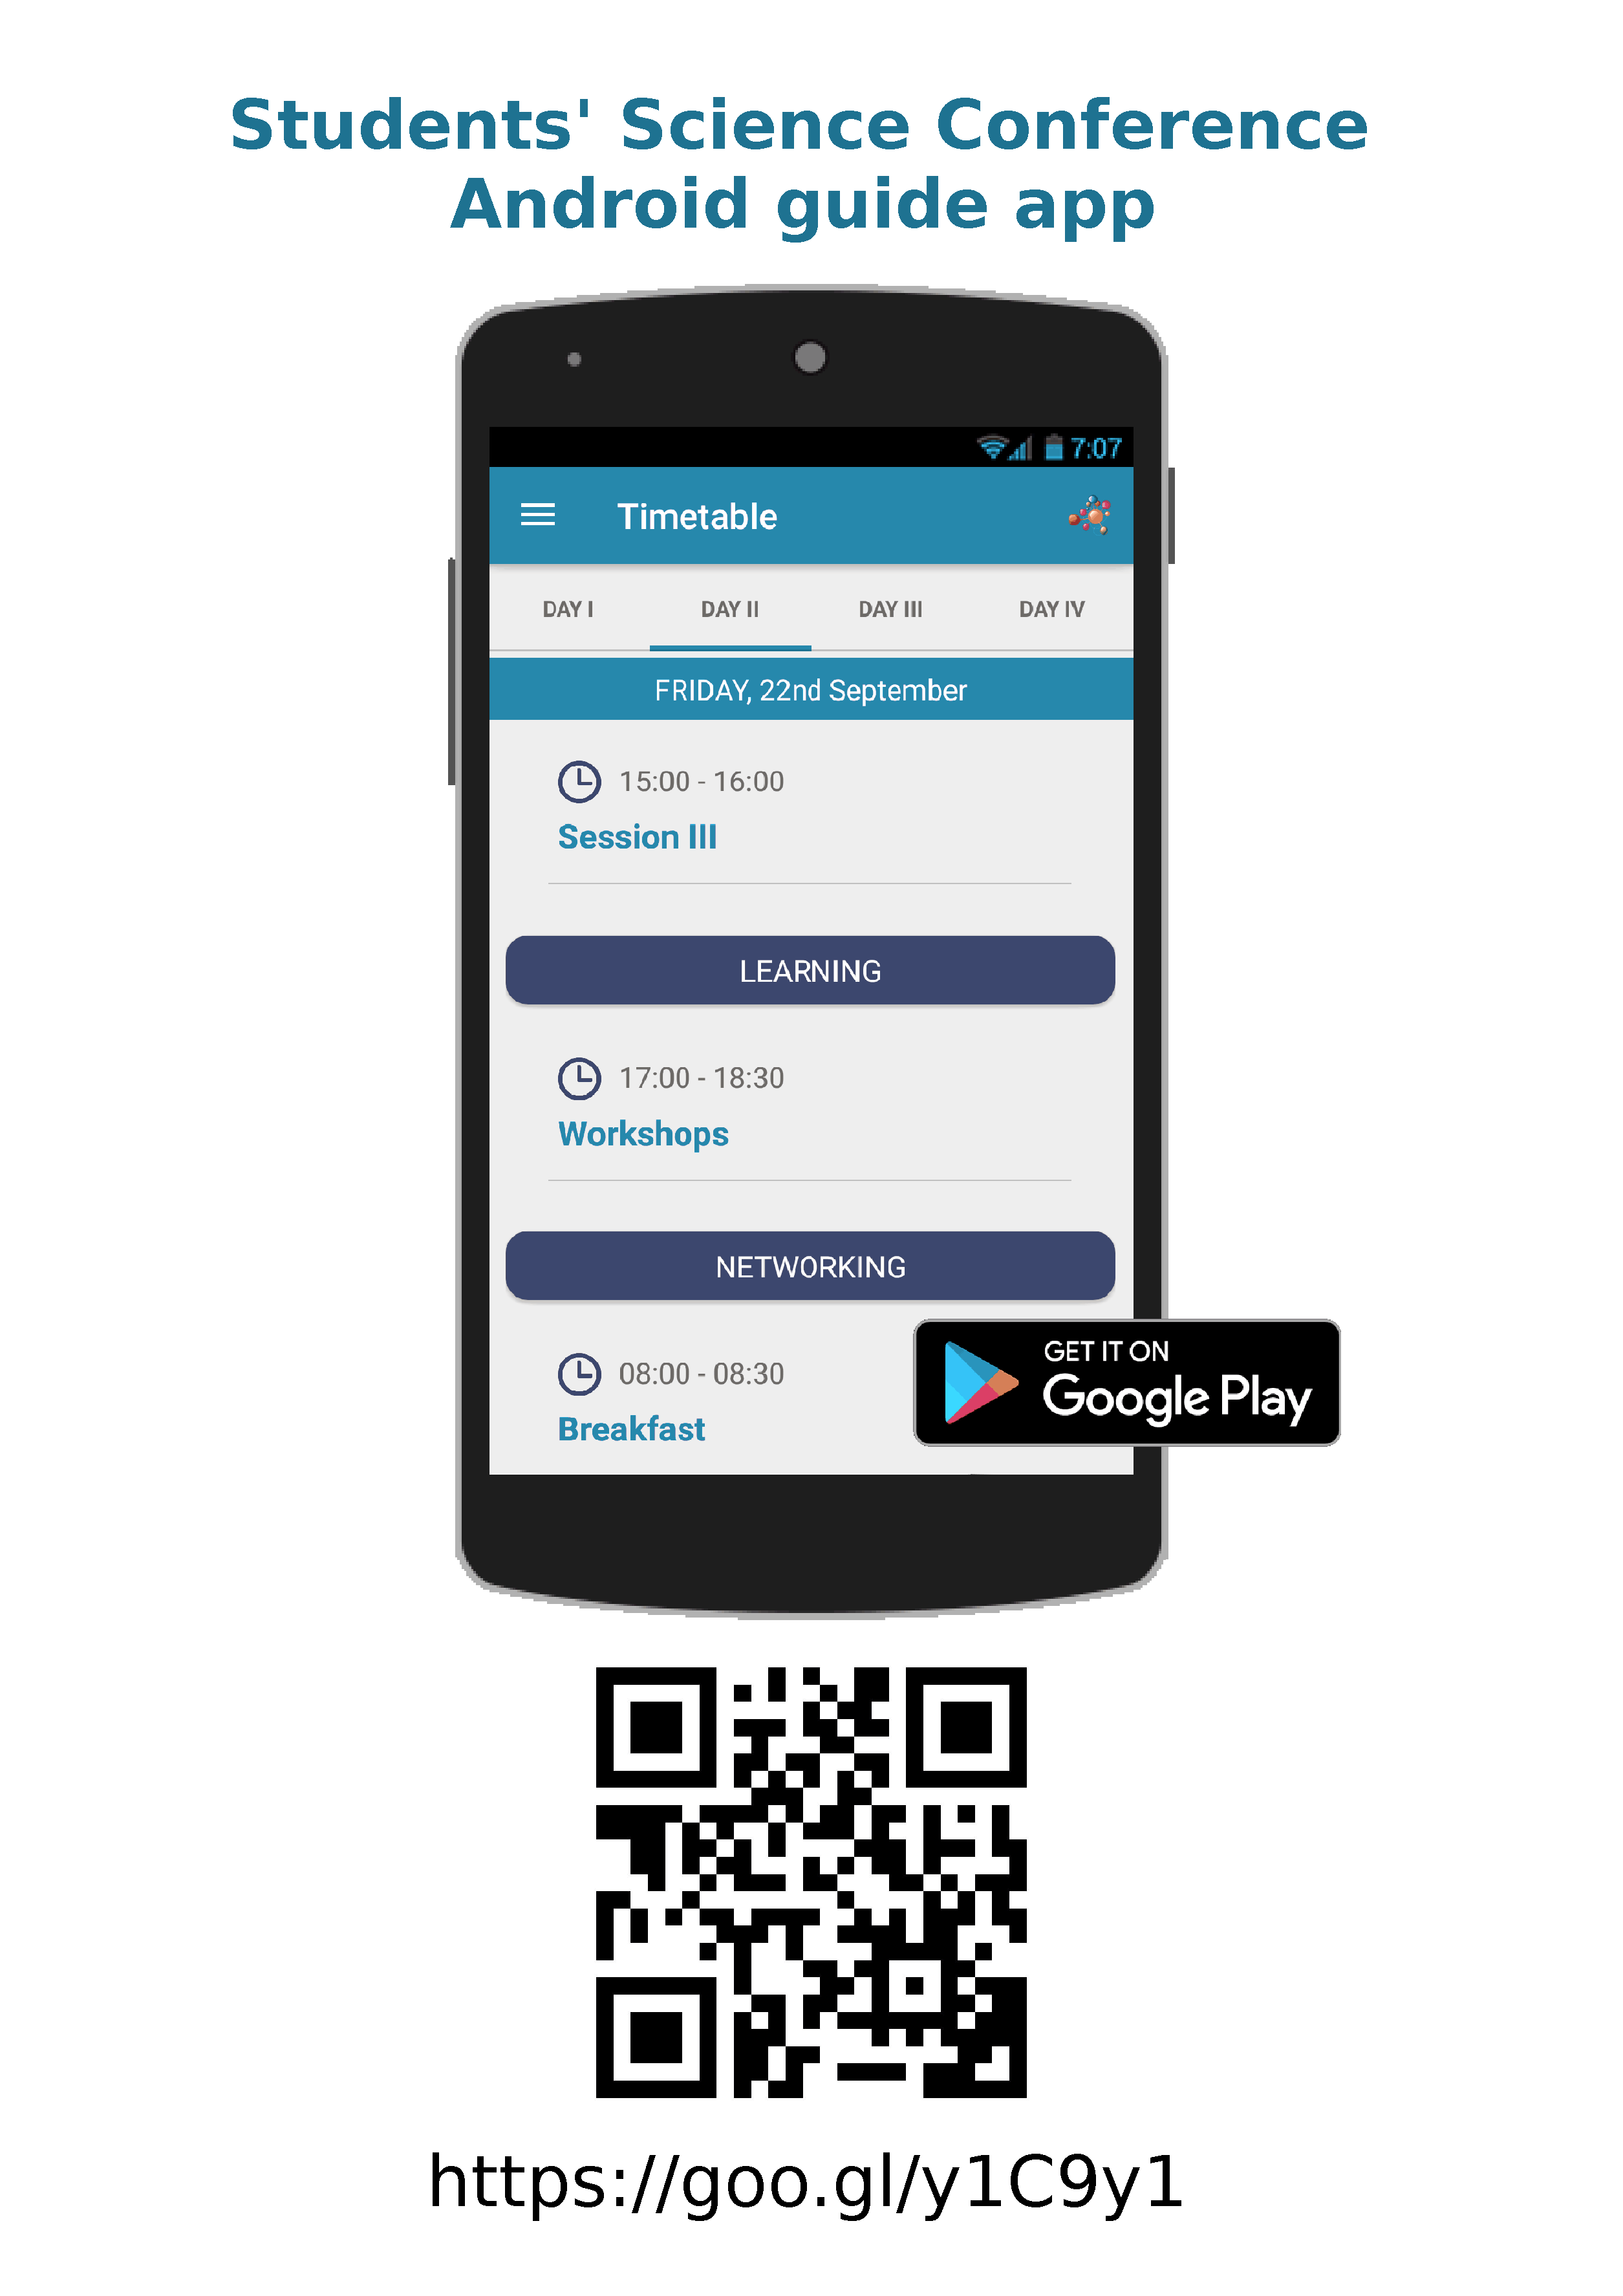 Students' Science Conference
Android guide app
7:07
Timetable
DAY I DAY II DAY III DAY IV
FRIDAY, 22nd September
15:00 - 16:00
Session III
LEARNING
17:00 - 18:30
Workshops
NETWORKING
08:00 - 08:30
Breakfast
GET IT ON
Google Play
https://goo.gl/y1C9y1